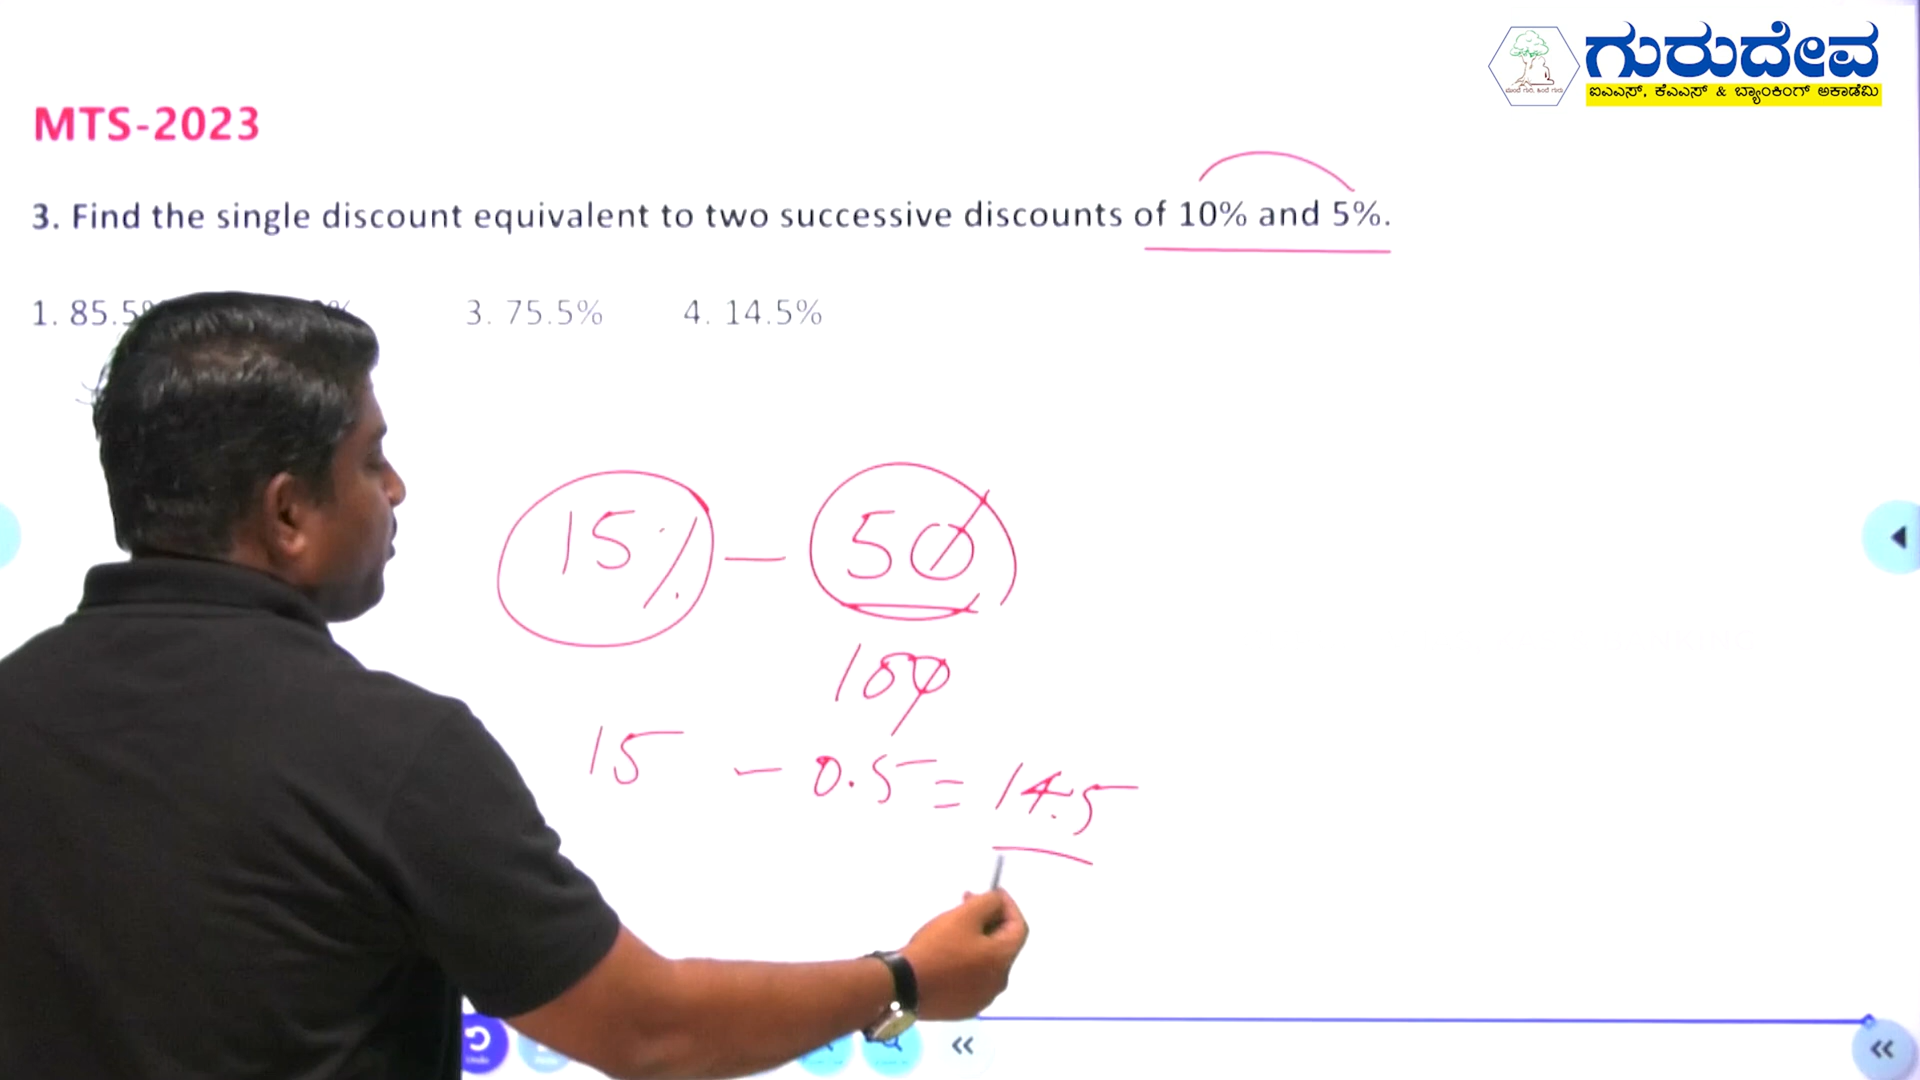 ಗುರುದೇವ
ಐಎಎಸ್, ಕೆಎಎಸ್ & ಬ್ಯಾಂಕಿಂಗ್ ಅಕಾಡೆಮಿ
MTS-2023
3. Find the single discount equivalent to two successive discounts of 10% and 5%.
1. 85.5% 3. 75.5% 4. 14.5%
15% - 50
100
15 - 0.5 = 14.5
Undo